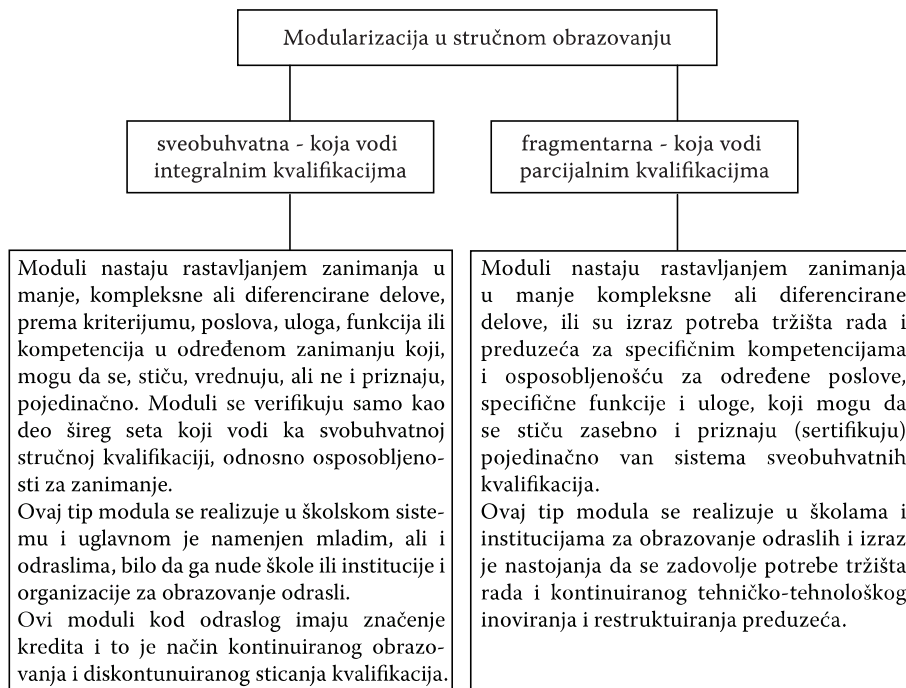 Modularizacija u stručnom obrazovanju
sveobuhvatna - koja vodi
integralnim kvalifikacijma
fragmentarna - koja vodi
parcijalnim kvalifikacijma
Moduli nastaju rastavljanjem zanimanja u
manje, kompleksne ali diferencirane delove,
prema kriterijumu, poslova, uloga, funkcija ili
kompetencija u određenom zanimanju koji,
mogu da se, stiču, vrednuju, ali ne i priznaju,
pojedinačno. Moduli se verifikuju samo kao
deo šireg seta koji vodi ka svobuhvatnoj
stručnoj kvalifikaciji, odnosno osposobljeno-
sti za zanimanje.
Ovaj tip modula se realizuje u školskom siste-
mu i uglavnom je namenjen mladim, ali i
odraslima, bilo da ga nude škole ili institucije i
organizacije za obrazovanje odrasli.
Ovi moduli kod odraslog imaju značenje
kredita i to je način kontinuiranog obrazo-
vanja i diskontunuiranog sticanja kvalifikacija.
Moduli nastaju rastavljanjem zanimanja
u manje kompleksne ali diferencirane
delove, ili su izraz potreba tržišta rada i
preduzeća za specifičnim kompetencijama
i osposobljenošću za određene poslove,
specifične funkcije i uloge, koji mogu da
se stiču zasebno i priznaju (sertifikuju)
pojedinačno van sistema sveobuhvatnih
kvalifikacija.
Ovaj tip modula se realizuje u školama i
institucijama za obrazovanje odraslih i izraz
je nastojanja da se zadovolje potrebe tržišta
rada i kontinuiranog tehničko-tehnološkog
inoviranja i restruktuiranja preduzeća.